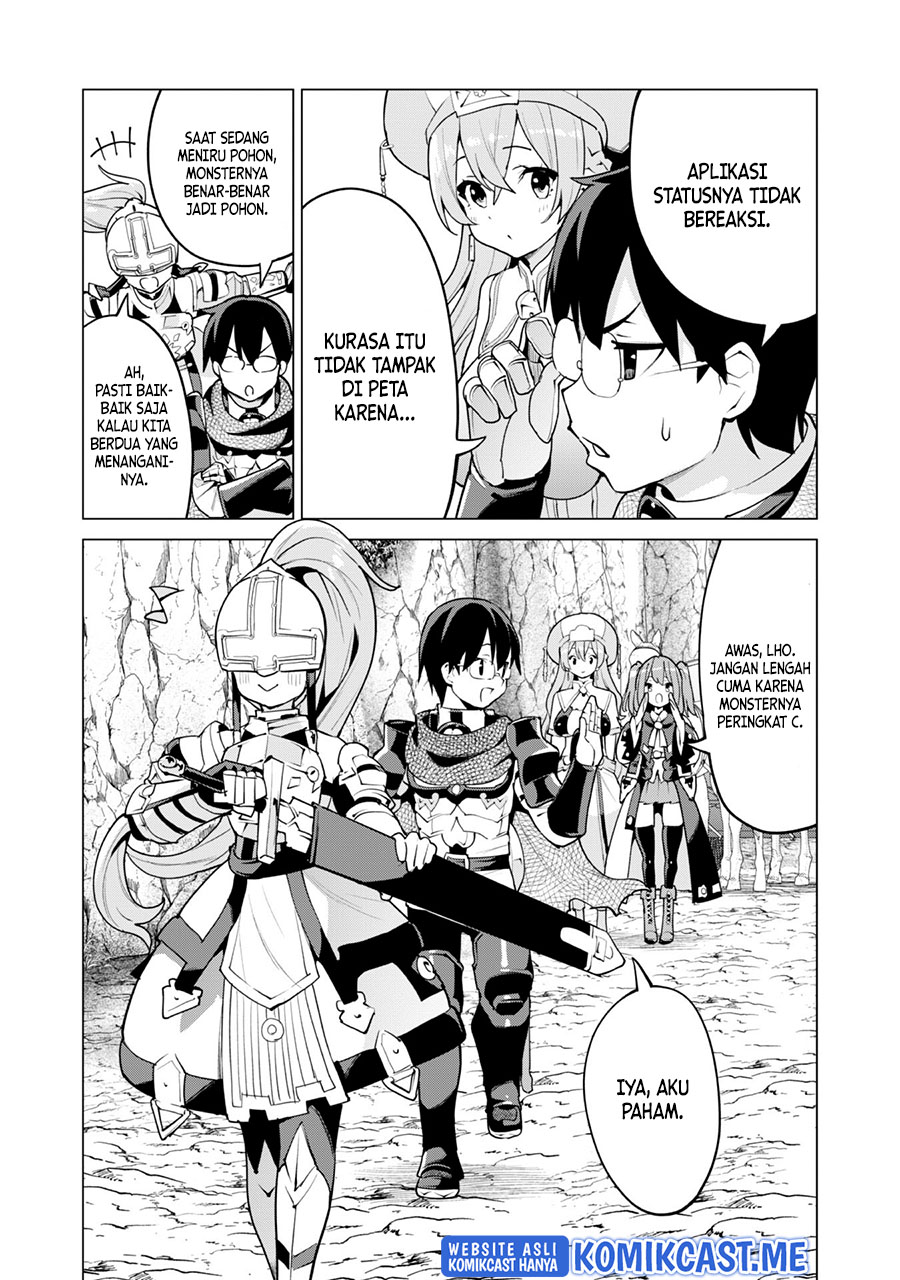 APLIKASI
STATUSNYA TIDAK
BEREAKSI.
KURASA ITU
TIDAK TAMPAK
DI PETA
KARENA...
SAAT SEDANG
MENIRU POHON,
MONSTERNYA
BENAR-BENAR
JADI POHON.
AH,
PASTI BAIK-
BAIK SAJA
KALAU KITA
BERDUA YANG
MENANGANI-
NYA.
AWAS, LHO.
JANGAN LENGAH
CUMA KARENA
MONSTERNYA
PERINGKAT C.
IYA, AKU
PAHAM.
WEBSITE ASLI
KOMIKCAST HANYA
KOMIKCAST.ME